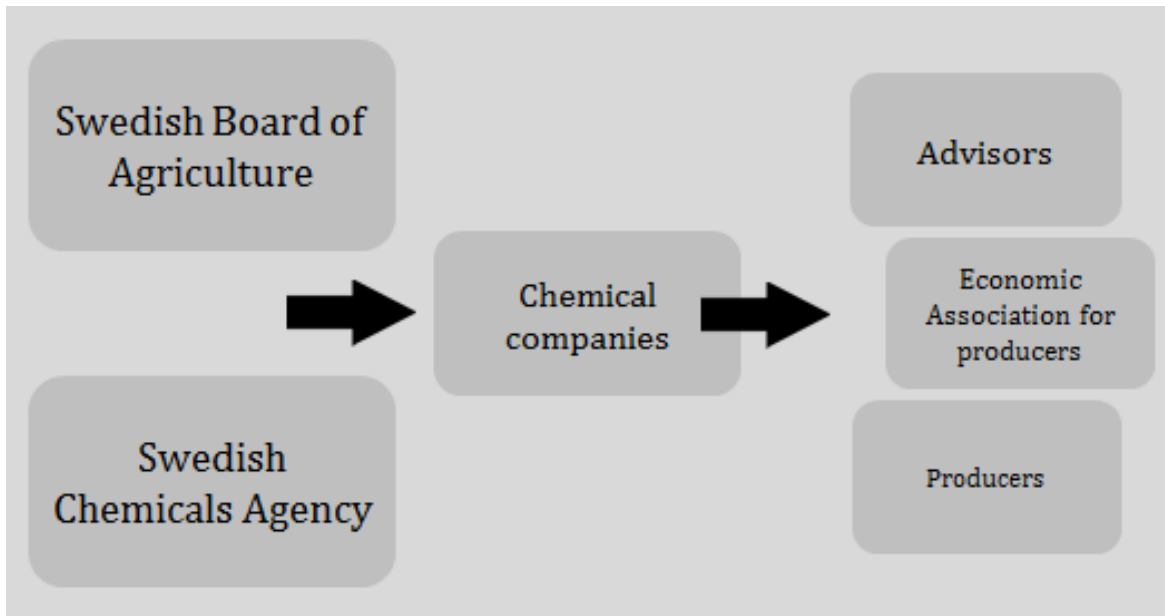 Swedish Board of
Agriculture
Swedish
Chemicals Agency
Chemical
companies
Advisors
Economic
Association for
producers
Producers